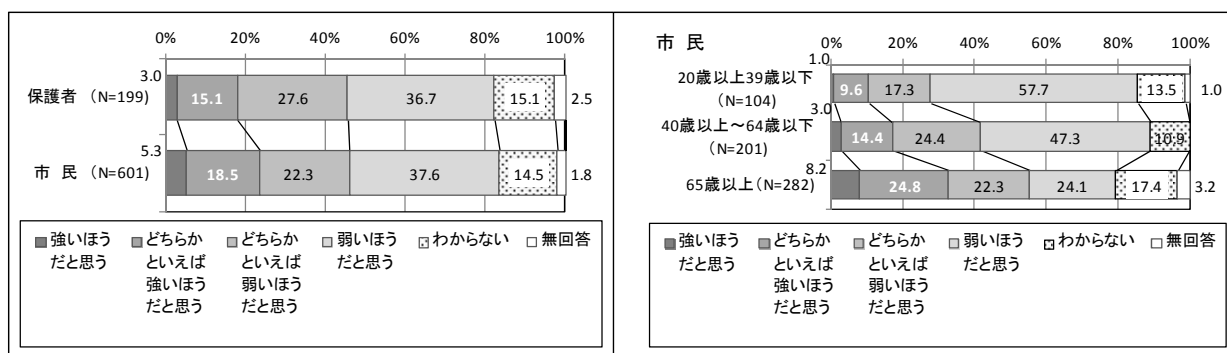 0% 20% 40% 60% 80% 100%
3.0
保護者 (N=199) 15.1 27.6 36.7 15.1 2.5
5.3
市 民 (N=601) 18.5 22.3 37.6 14.5 1.8
強いほう
だと思う
どちらか
といえば
強いほう
だと思う
どちらか
といえば
弱いほう
だと思う
弱いほう
だと思う
わからない
無回答
市 民
0% 20% 40% 60% 80% 100%
1.0
20歳以上39歳以下
(N=104)
9.6 17.3 57.7 13.5 1.0
3.0
40歳以上～64歳以下
(N=201)
14.4 24.4 47.3 10.9
8.2
65歳以上(N=282) 24.8 22.3 24.1 17.4 3.2
強いほう
だと思う
どちらか
といえば
強いほう
だと思う
どちらか
といえば
弱いほう
だと思う
弱いほう
だと思う
わからない
無回答